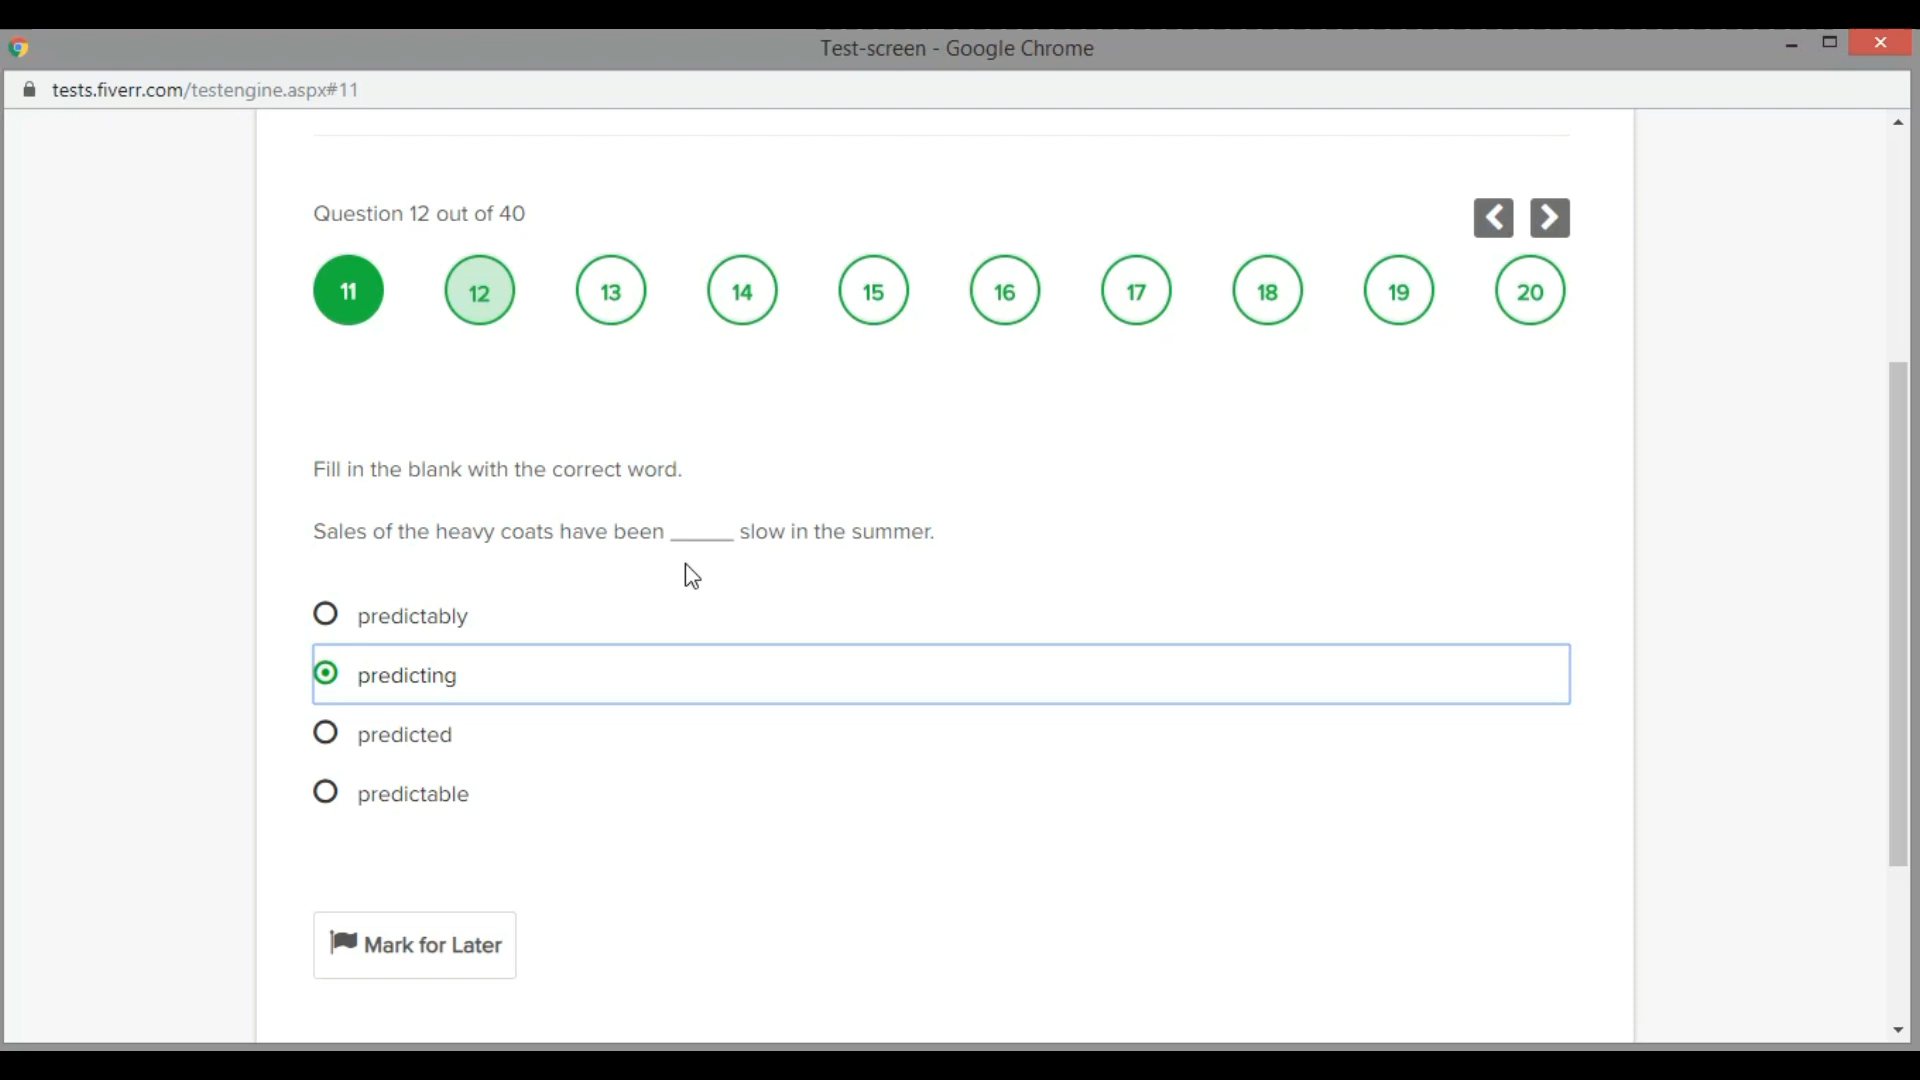 Test-screen - Google Chrome
tests.fiverr.com/testengine.aspx#11
Question 12 out of 40
11 12 13 14 15 16 17 18 19 20
Fill in the blank with the correct word.
Sales of the heavy coats have been ______ slow in the summer.
predictably
predicting
predicted
predictable
Mark for Later